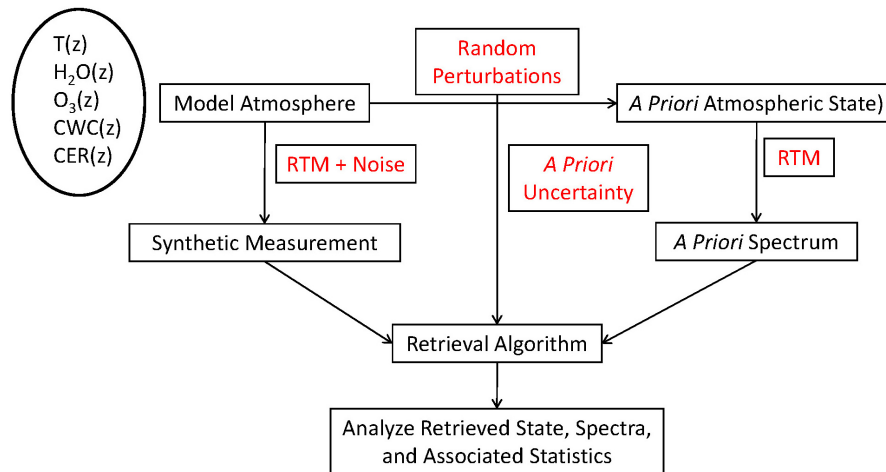 T(z)
H₂O(z)
O₃(z)
CWC(z)
CER(z)
Random
Perturbations
Model Atmosphere
A Priori Atmospheric State)
RTM + Noise
A Priori
Uncertainty
RTM
Synthetic Measurement
A Priori Spectrum
Retrieval Algorithm
Analyze Retrieved State, Spectra,
and Associated Statistics